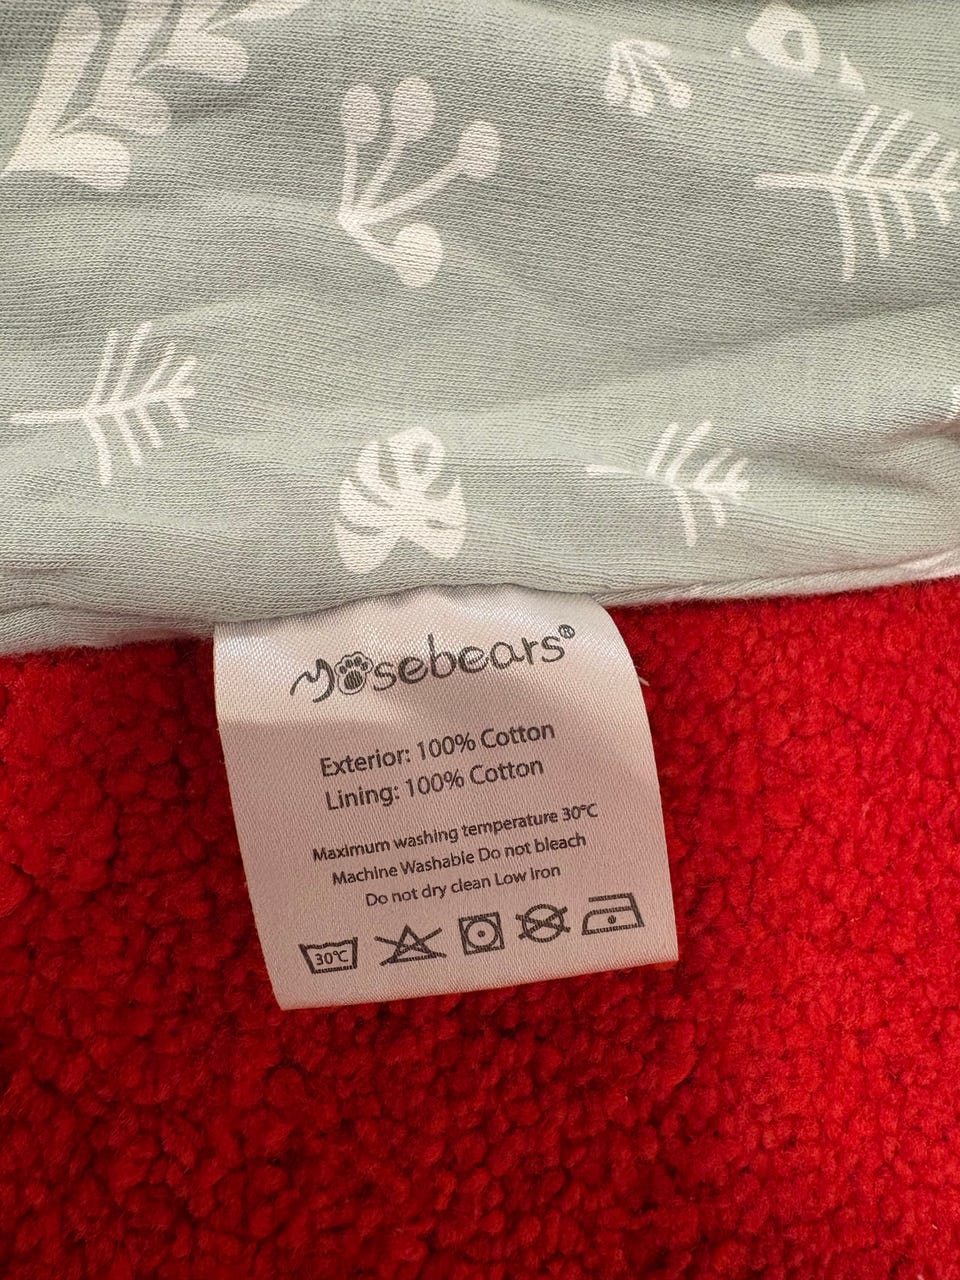 Mosebears®
Exterior: 100% Cotton
Lining: 100% Cotton
Maximum washing temperature 30℃
Machine Washable Do not bleach
Do not dry clean Low Iron
30℃